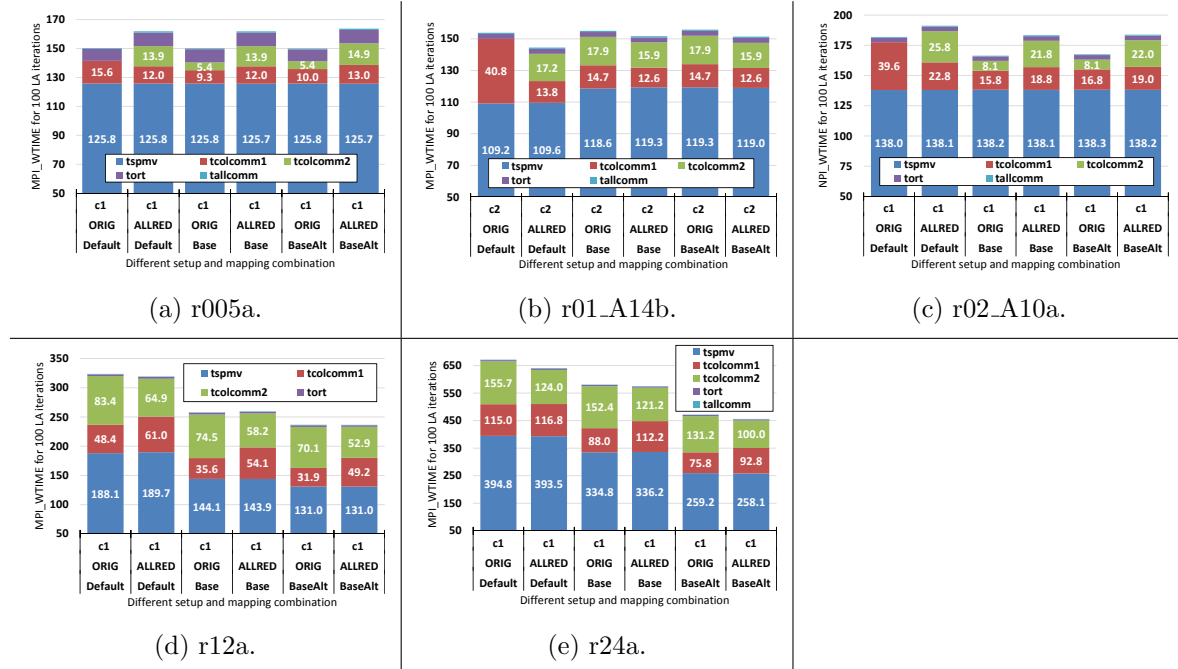 MPI_WTIME for 100 LA iterations
170
150
130
110
90
70
50
15.6
13.9
12.0
5.4
9.3
13.9
12.0
5.4
10.0
14.9
13.0
125.8
125.8
125.8
125.7
125.8
125.7
tspmv
tcolcomm1
tcolcomm2
tort
tallcomm
c1 c1 c1 c1 c1 c1
ORIG ALLRED ORIG ALLRED ORIG ALLRED
Default Default Base Base BaseAlt BaseAlt
Different setup and mapping combination
(a) r005a.
MPI_WTIME for 100 LA iterations
150
130
110
90
70
50
40.8
17.2
13.8
17.9
14.7
15.9
12.6
17.9
14.7
15.9
12.6
109.2
109.6
118.6
119.3
119.3
119.0
tspmv
tcolcomm1
tcolcomm2
tort
tallcomm
c2 c2 c2 c2 c2 c2
ORIG ALLRED ORIG ALLRED ORIG ALLRED
Default Default Base Base BaseAlt BaseAlt
Different setup and mapping combination
(b) r01_A14b.
NPI_WTIME for 100 LA iterations
200
175
150
125
100
75
50
39.6
25.8
22.8
8.1
15.8
21.8
18.8
8.1
16.8
22.0
19.0
138.0
138.1
138.2
138.1
138.3
138.2
tspmv
tcolcomm1
tcolcomm2
tort
tallcomm
c1 c1 c1 c1 c1 c1
ORIG ALLRED ORIG ALLRED ORIG ALLRED
Default Default Base Base BaseAlt BaseAlt
Different setup and mapping combination
(c) r02_A10a.
MPI_WTIME for 100 LA iterations
350
300
250
200
150
100
50
tspmv
tcolcomm1
tcolcomm2
tort
83.4
48.4
188.1
64.9
61.0
189.7
74.5
35.6
144.1
58.2
54.1
143.9
70.1
31.9
131.0
52.9
49.2
131.0
c1 c1 c1 c1 c1 c1
ORIG ALLRED ORIG ALLRED ORIG ALLRED
Default Default Base Base BaseAlt BaseAlt
Different setup and mapping combination
(d) r12a.
MPI_WTIME for 100 LA iterations
650
550
450
350
250
150
50
tspmv
tcolcomm1
tcolcomm2
tort
tallcomm
155.7
115.0
394.8
124.0
116.8
393.5
152.4
88.0
334.8
121.2
112.2
336.2
131.2
75.8
259.2
100.0
92.8
258.1
c1 c1 c1 c1 c1 c1
ORIG ALLRED ORIG ALLRED ORIG ALLRED
Default Default Base Base BaseAlt BaseAlt
Different setup and mapping combination
(e) r24a.